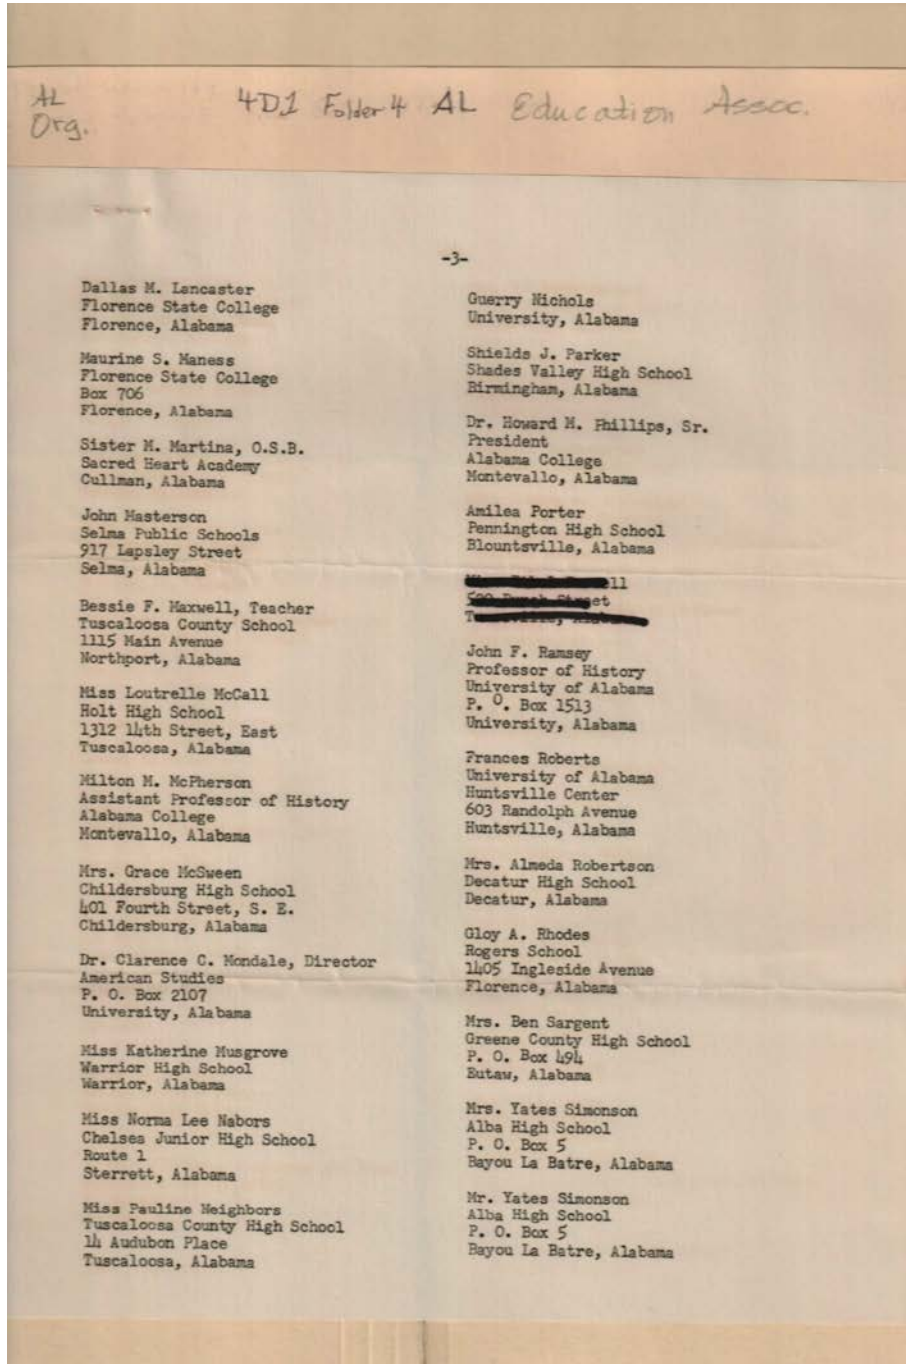 AL
Org.
4D1 Folder 4 AL Education Assoc.
-3-
Dallas M. Lancaster
Florence State College
Florence, Alabama
Maurine S. Maness
Florence State College
Box 706
Florence, Alabama
Sister M. Martina, O.S.B.
Sacred Heart Academy
Cullman, Alabama
John Masterson
Selma Public Schools
917 Lapsley Street
Selma, Alabama
Bessie F. Maxwell, Teacher
Tuscaloosa County School
1115 Main Avenue
Northport, Alabama
Miss Loutrelle McCall
Holt High School
1312 14th Street, East
Tuscaloosa, Alabama
Milton M. McPherson
Assistant Professor of History
Alabama College
Montevallo, Alabama
Mrs. Grace McSween
Childersburg High School
401 Fourth Street, S. E.
Childersburg, Alabama
Dr. Clarence C. Mondale, Director
American Studies
P. O. Box 2107
University, Alabama
Miss Katherine Musgrove
Warrior High School
Warrior, Alabama
Miss Norma Lee Nabors
Chelsea Junior High School
Route 1
Sterrett, Alabama
Miss Pauline Neighbors
Tuscaloosa County High School
14 Audubon Place
Tuscaloosa, Alabama
Guerry Nichols
University, Alabama
Shields J. Parker
Shades Valley High School
Birmingham, Alabama
Dr. Howard M. Phillips, Sr.
President
Alabama College
Montevallo, Alabama
Amilea Porter
Pennington High School
Blountsville, Alabama
John F. Ramsey
Professor of History
University of Alabama
P. O. Box 1513
University, Alabama
Frances Roberts
University of Alabama
Huntsville Center
603 Randolph Avenue
Huntsville, Alabama
Mrs. Almeda Robertson
Decatur High School
Decatur, Alabama
Gloy A. Rhodes
Rogers School
1405 Ingleside Avenue
Florence, Alabama
Mrs. Ben Sargent
Greene County High School
P. O. Box 494
Eutaw, Alabama
Mrs. Yates Simonson
Alba High School
P. O. Box 5
Bayou La Batre, Alabama
Mr. Yates Simonson
Alba High School
P. O. Box 5
Bayou La Batre, Alabama